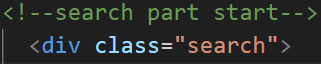 <!--search part start-->
<div class="search">